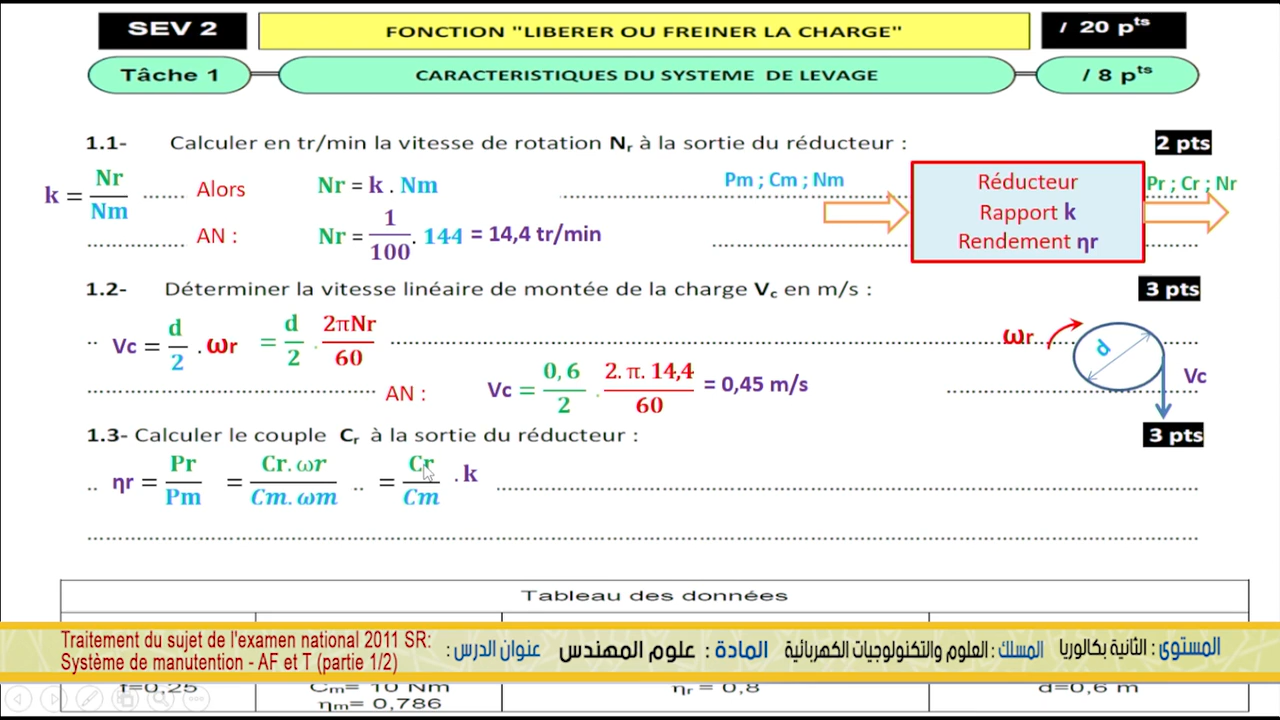 SEV 2
FONCTION "LIBERER OU FREINER LA CHARGE"
/ 20 pts
Tâche 1
CARACTERISTIQUES DU SYSTEME DE LEVAGE
/ 8 pts
1.1- Calculer en tr/min la vitesse de rotation Nr à la sortie du réducteur :
2 pts
k = Nr/Nm ...... Alors Nr = k . Nm
Pm ; Cm ; Nm
Réducteur
Rapport k
Rendement ηr
Pr ; Cr ; Nr
AN : Nr = 1/100 . 144 = 14,4 tr/min
1.2- Déterminer la vitesse linéaire de montée de la charge Vc en m/s :
3 pts
Vc = d/2 . ωr = d/2 . 2πNr/60
ωr
d
Vc
AN : Vc = 0,6/2 . 2.π.14,4/60 = 0,45 m/s
1.3- Calculer le couple Cr à la sortie du réducteur :
3 pts
ηr = Pr/Pm = Cr.ωr/Cm.ωm .. = Cr/Cm . k
Tableau des données
Traitement du sujet de l'examen national 2011 SR:
Système de manutention - AF et T (partie 1/2)
المستوى : الثانية بكالوريا المسلك : العلوم والتكنولوجيات الكهربائية المادة : علوم المهندس عنوان الدرس :
f=0,25
Cm= 10 Nm
ηm= 0,786
ηr = 0,8
d=0,6 m